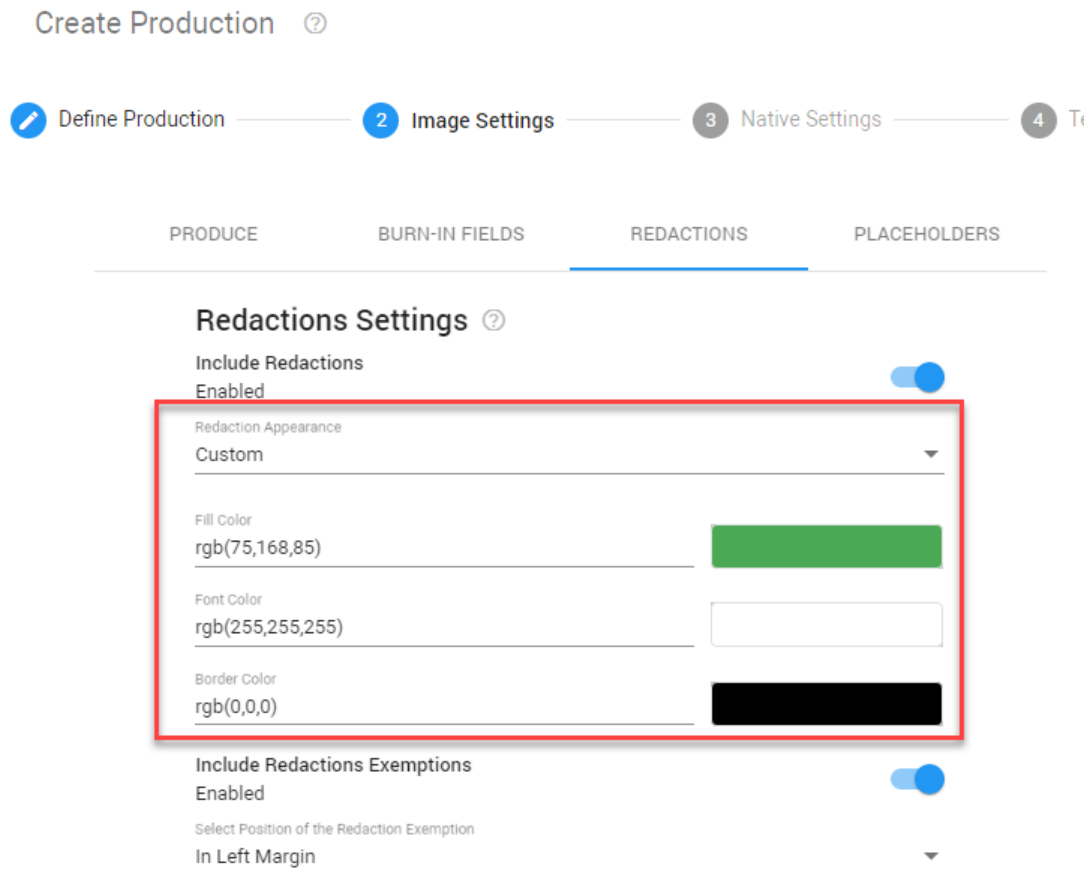 Create Production ?
Define Production 2 Image Settings 3 Native Settings 4
PRODUCE BURN-IN FIELDS REDACTIONS PLACEHOLDERS
Redactions Settings ?
Include Redactions
Enabled
Redaction Appearance
Custom
Fill Color
rgb(75,168,85)
Font Color
rgb(255,255,255)
Border Color
rgb(0,0,0)
Include Redactions Exemptions
Enabled
Select Position of the Redaction Exemption
In Left Margin